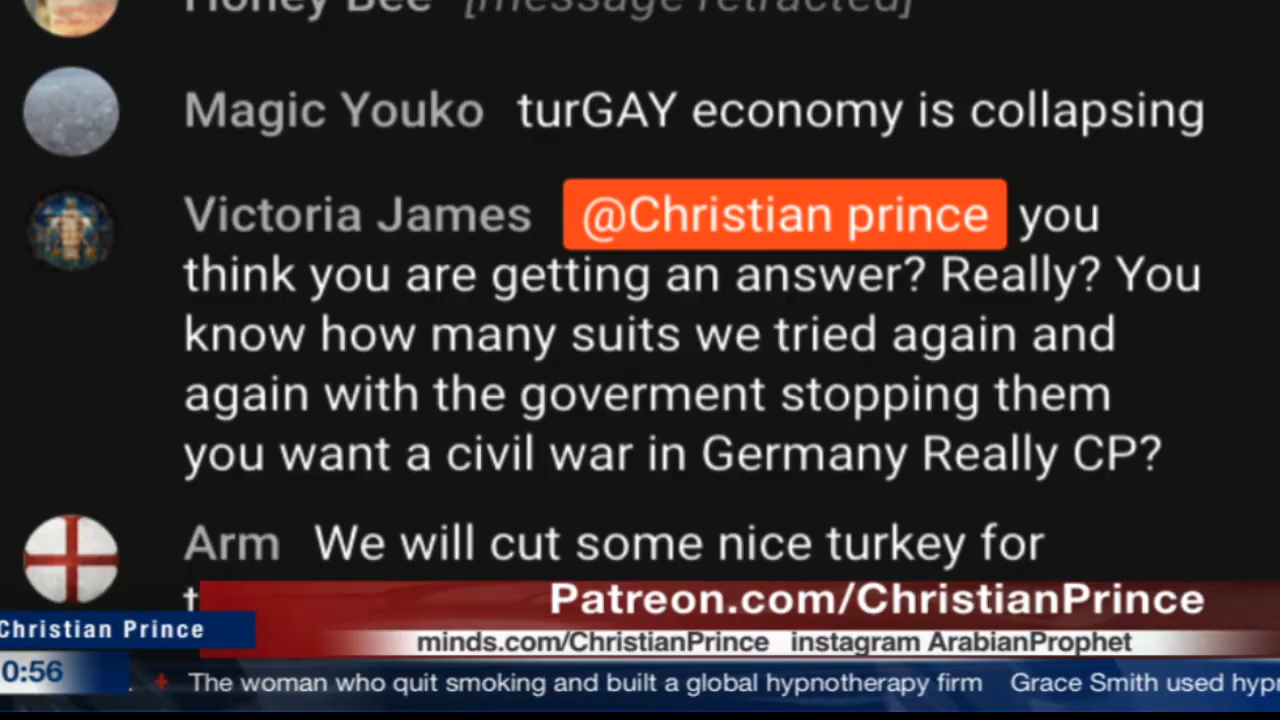 Honey Bee [message retracted]
Magic Youko turGAY economy is collapsing
Victoria James @Christian prince you
think you are getting an answer? Really? You
know how many suits we tried again and
again with the goverment stopping them
you want a civil war in Germany Really CP?
Arm We will cut some nice turkey for
t
Patreon.com/ChristianPrince
Christian Prince
minds.com/ChristianPrince instagram ArabianProphet
0:56
The woman who quit smoking and built a global hypnotherapy firm Grace Smith used hypn